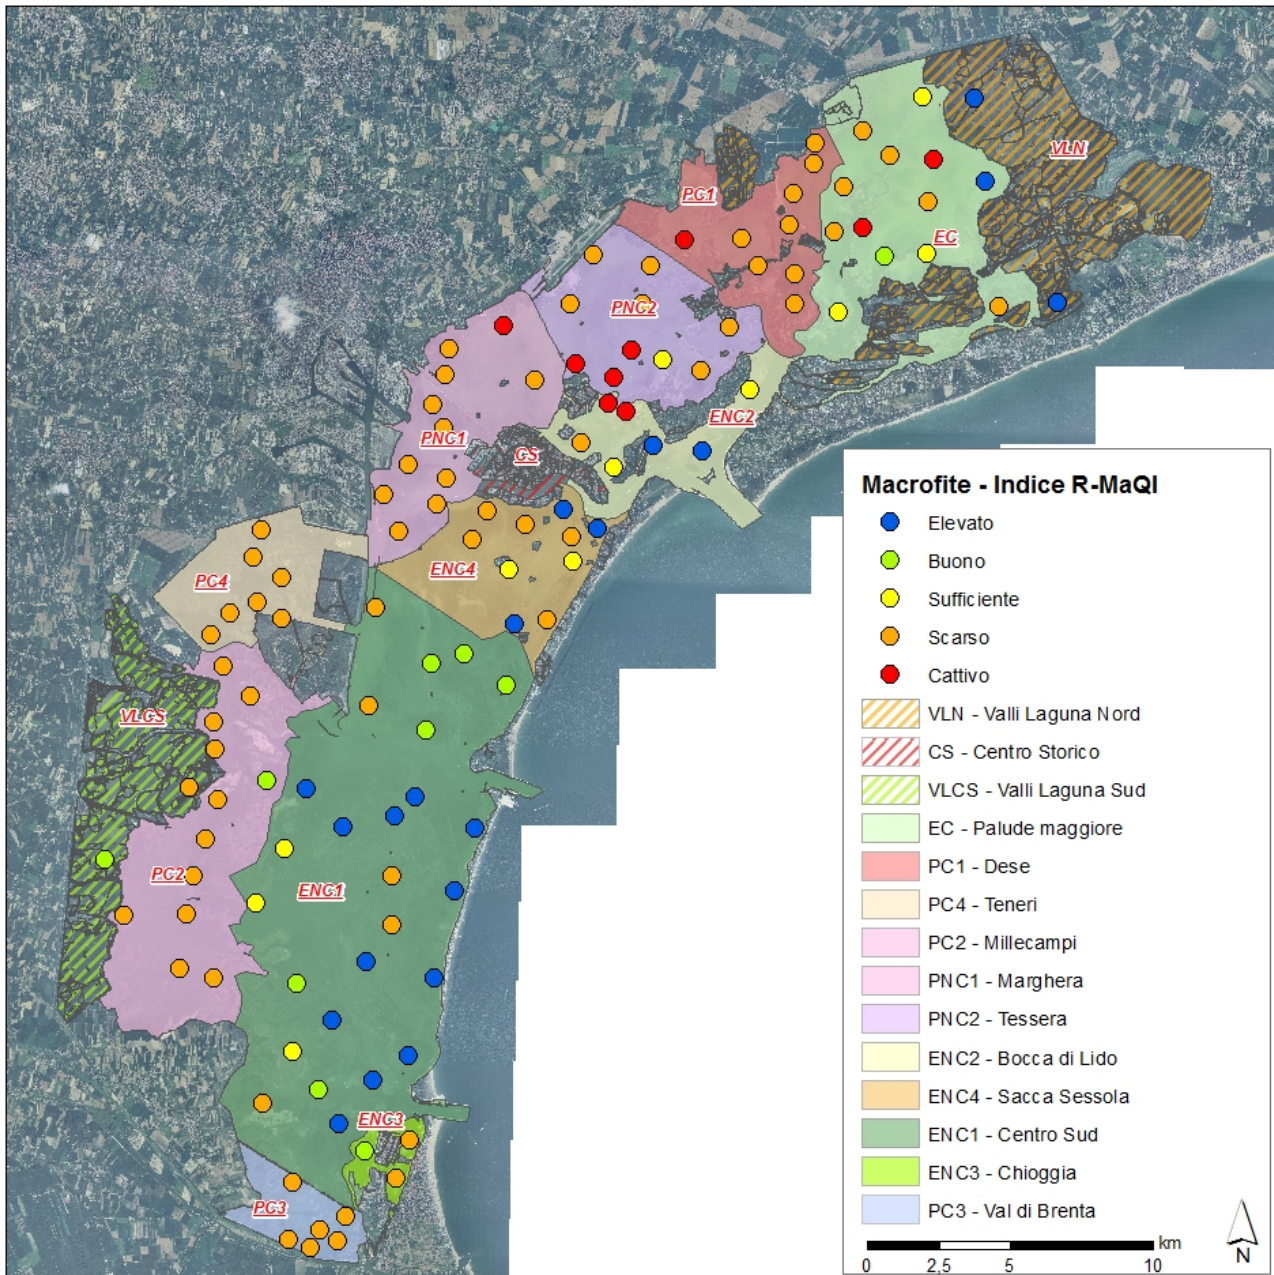 VLN
PC1
EC
PNC2
ENC2
PNC1
CS
ENC4
PC4
VLCS
PC2
ENC1
ENC3
PC3
Macrofite - Indice R-MaQI
Elevato
Buono
Sufficiente
Scarso
Cattivo
VLN - Valli Laguna Nord
CS - Centro Storico
VLCS - Valli Laguna Sud
EC - Palude maggiore
PC1 - Dese
PC4 - Teneri
PC2 - Millecampi
PNC1 - Marghera
PNC2 - Tessera
ENC2 - Bocca di Lido
ENC4 - Sacca Sessola
ENC1 - Centro Sud
ENC3 - Chioggia
PC3 - Val di Brenta
km
0 2,5 5 10
N